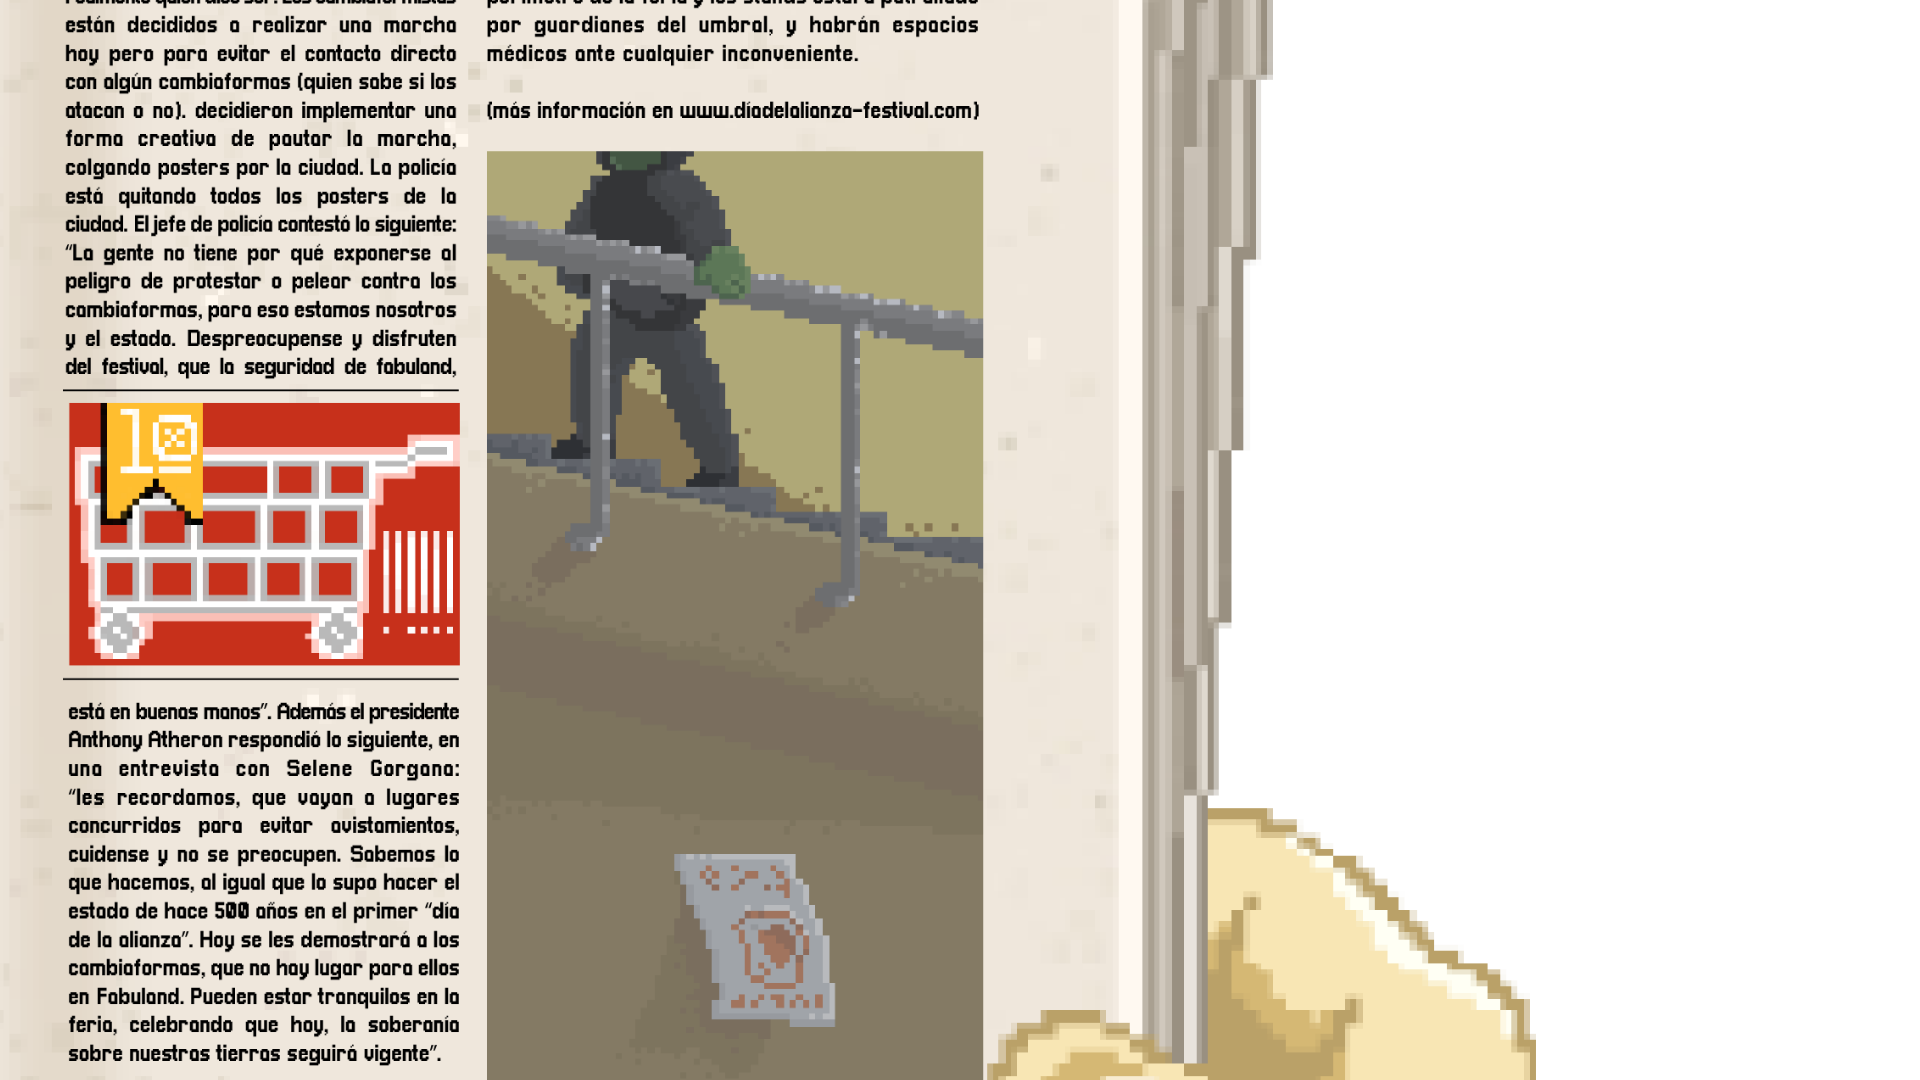 están decididos a realizar una marcha
hoy pero para evitar el contacto directo
con algún cambiaformas (quien sabe si los
atacan o no). decidieron implementar una
forma creativa de pautar la marcha,
colgando posters por la ciudad. La policía
está quitando todos los posters de la
ciudad. El jefe de policía contestó lo siguiente:
“La gente no tiene por qué exponerse al
peligro de protestar o pelear contra los
cambiaformas, para eso estamos nosotros
y el estado. Despreocupense y disfruten
del festival, que la seguridad de fabuland,
10
está en buenas manos”. Además el presidente
Anthony Atheron respondió lo siguiente, en
una entrevista con Selene Gorgana:
“les recordamos, que vayan a lugares
concurridos para evitar avistamientos,
cuidense y no se preocupen. Sabemos lo
que hacemos, al igual que lo supo hacer el
estado de hace 500 años en el primer “día
de la alianza”. Hoy se les demostrará a los
cambiaformas, que no hay lugar para ellos
en Fabuland. Pueden estar tranquilos en la
feria, celebrando que hoy, la soberanía
sobre nuestras tierras seguirá vigente”.
por guardianes del umbral, y habrán espacios
médicos ante cualquier inconveniente.
(más información en www.díadelalianza-festival.com)